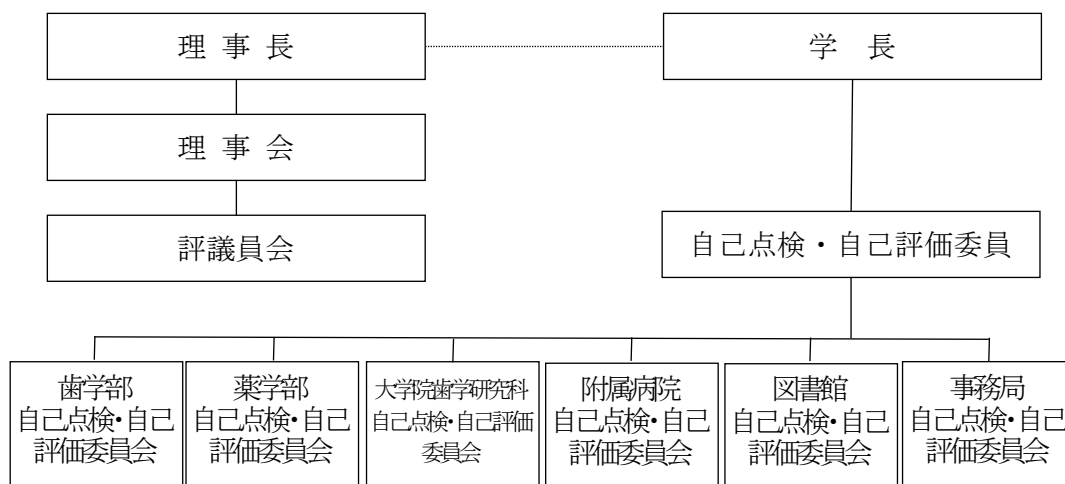 理 事 長
学　長
理 事 会
評議員会
自己点検・自己評価委員
歯学部
自己点検・自己
評価委員会
薬学部
自己点検・自己
評価委員会
大学院歯学研究科
自己点検・自己評価
委員会
附属病院
自己点検・自己
評価委員会
図書館
自己点検・自己
評価委員会
事務局
自己点検・自己
評価委員会